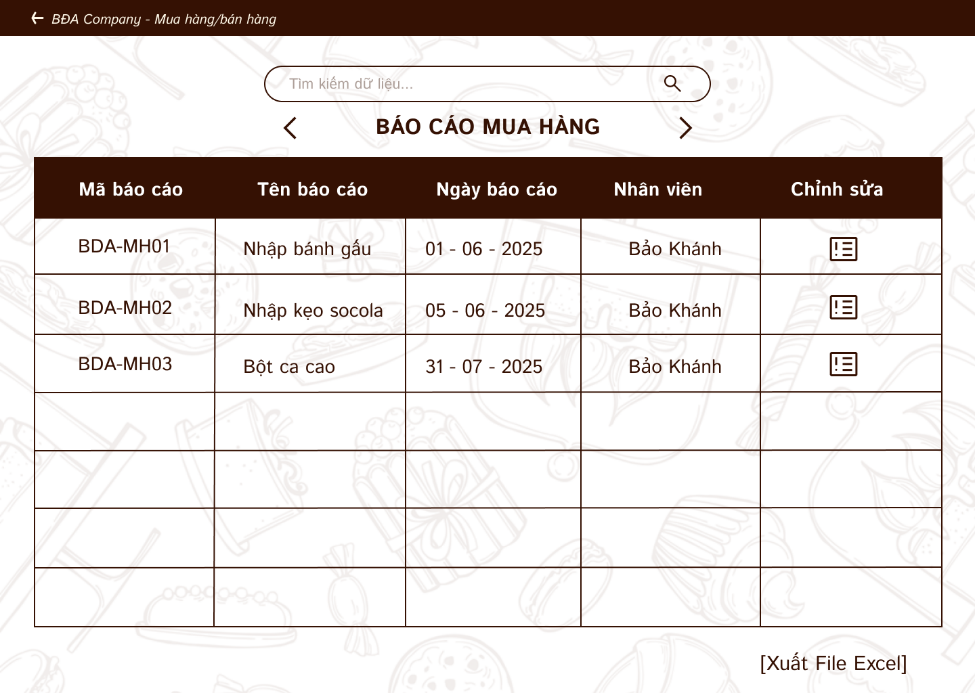 BĐA Company - Mua hàng/bán hàng
Tìm kiếm dữ liệu...
BÁO CÁO MUA HÀNG
Mã báo cáo Tên báo cáo Ngày báo cáo Nhân viên Chỉnh sửa
BDA-MH01 Nhập bánh gấu 01 - 06 - 2025 Bảo Khánh
BDA-MH02 Nhập kẹo socola 05 - 06 - 2025 Bảo Khánh
BDA-MH03 Bột ca cao 31 - 07 - 2025 Bảo Khánh
[Xuất File Excel]